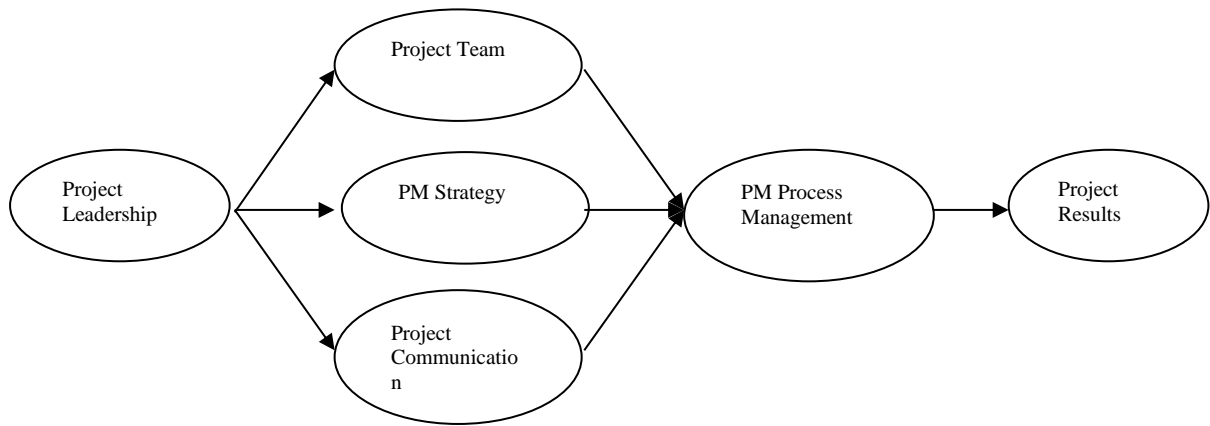 Project Team
Project
Leadership
PM Strategy
PM Process
Management
Project
Results
Project
Communicatio
n